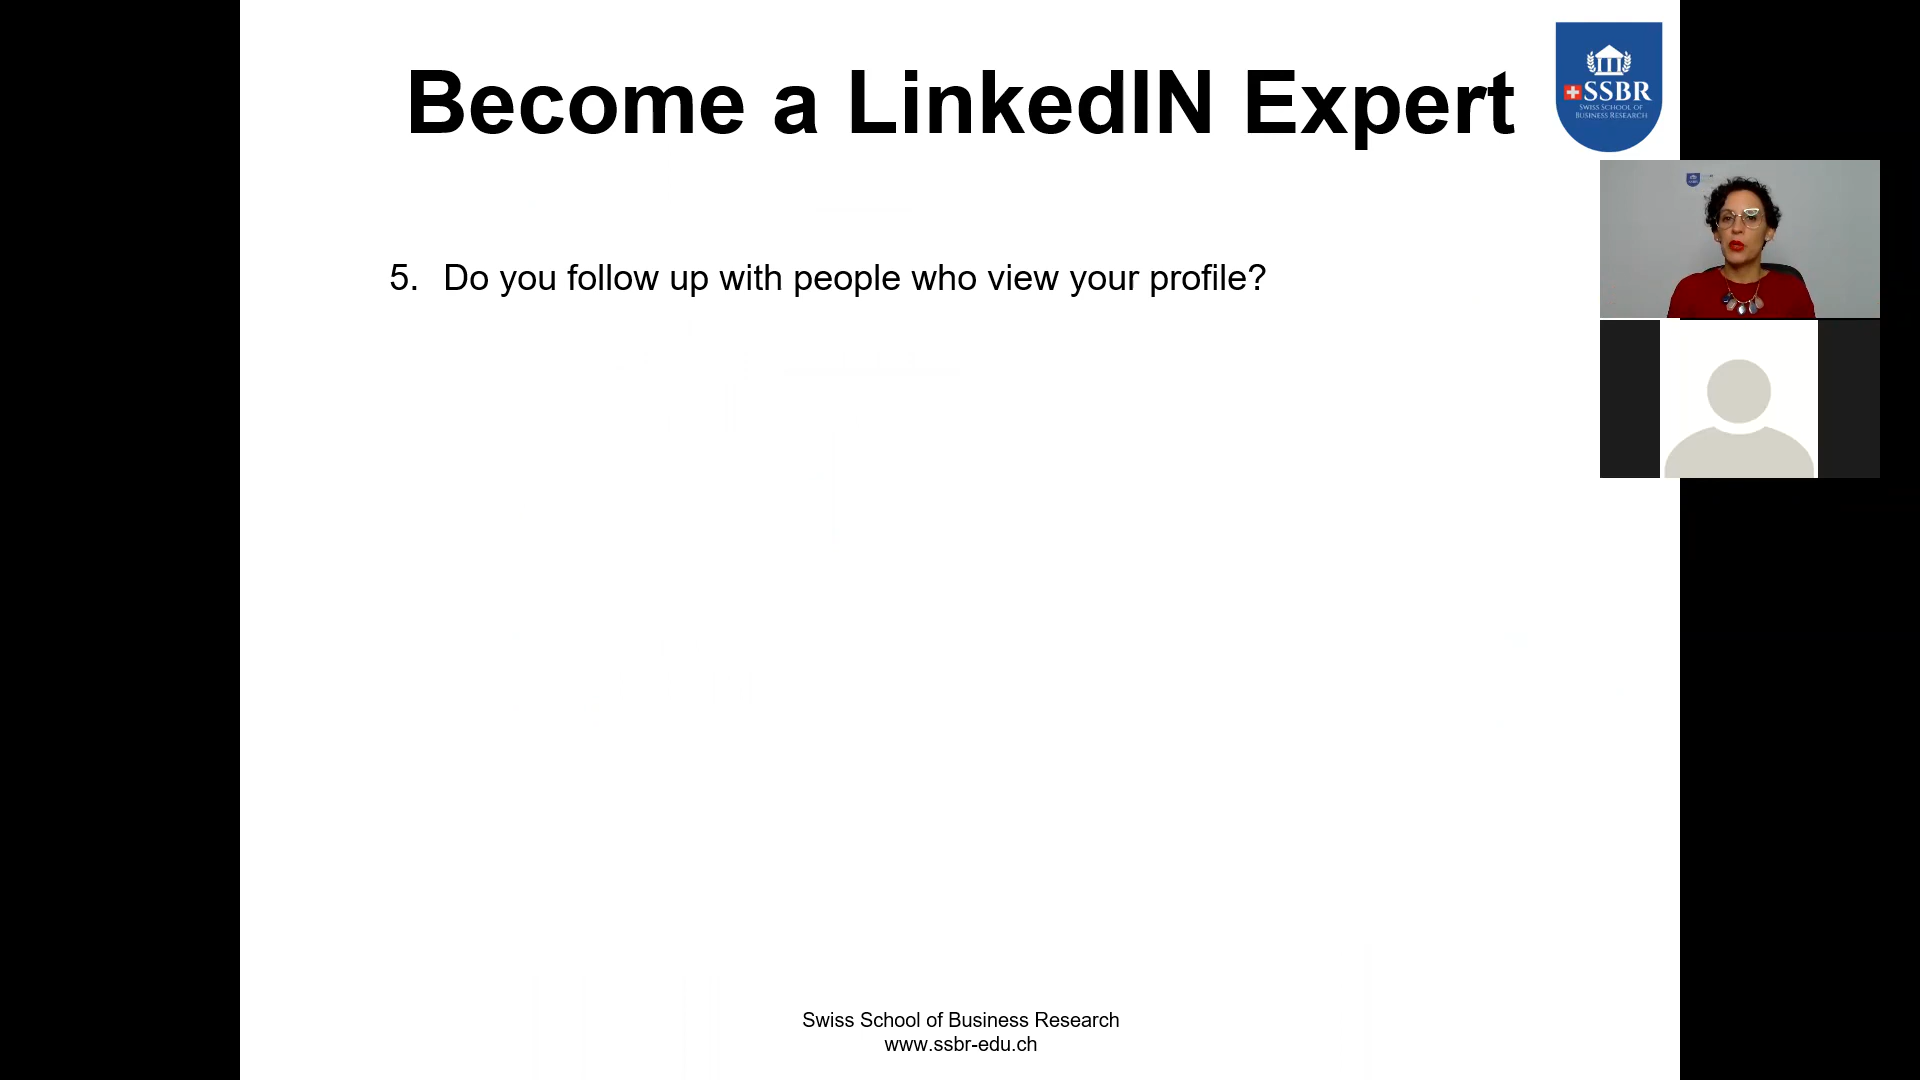 Become a LinkedIN Expert
SSBR
SWISS SCHOOL OF
BUSINESS RESEARCH
5. Do you follow up with people who view your profile?
Swiss School of Business Research
www.ssbr-edu.ch